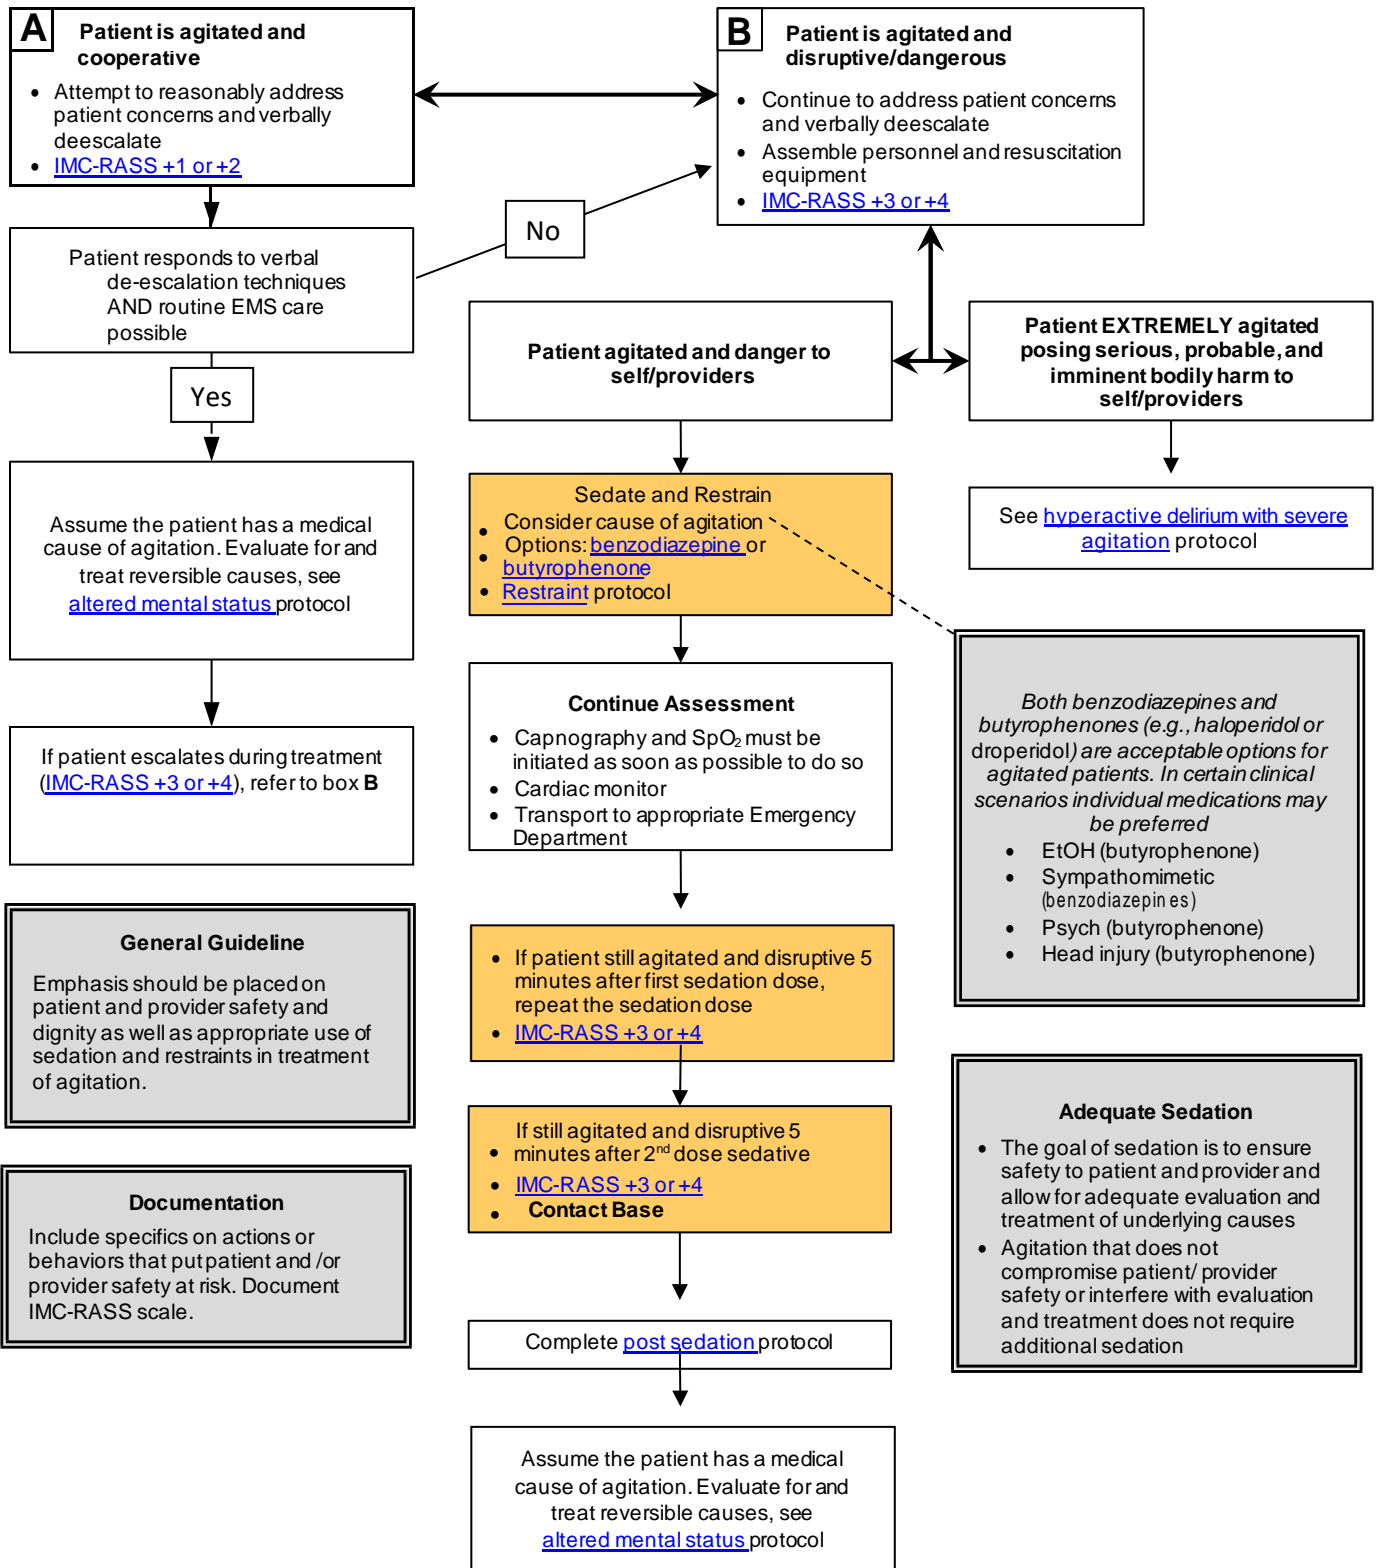 A
Patient is agitated and
cooperative
• Attempt to reasonably address
patient concerns and verbally
deescalate
• IMC-RASS +1 or +2
B
Patient is agitated and
disruptive/dangerous
• Continue to address patient concerns
and verbally deescalate
• Assemble personnel and resuscitation
equipment
• IMC-RASS +3 or +4
No
Patient responds to verbal
de-escalation techniques
AND routine EMS care
possible
Yes
Assume the patient has a medical
cause of agitation. Evaluate for and
treat reversible causes, see
altered mental status protocol
If patient escalates during treatment
(IMC-RASS +3 or +4), refer to box B
General Guideline
Emphasis should be placed on
patient and provider safety and
dignity as well as appropriate use of
sedation and restraints in treatment
of agitation.
Documentation
Include specifics on actions or
behaviors that put patient and /or
provider safety at risk. Document
IMC-RASS scale.
Patient agitated and danger to
self/providers
Sedate and Restrain
• Consider cause of agitation
• Options: benzodiazepine or
• butyrophenone
• Restraint protocol
Continue Assessment
• Capnography and SpO2 must be
initiated as soon as possible to do so
• Cardiac monitor
• Transport to appropriate Emergency
Department
• If patient still agitated and disruptive 5
minutes after first sedation dose,
repeat the sedation dose
• IMC-RASS +3 or +4
If still agitated and disruptive 5
• minutes after 2nd dose sedative
• IMC-RASS +3 or +4
• Contact Base
Complete post sedation protocol
Assume the patient has a medical
cause of agitation. Evaluate for and
treat reversible causes, see
altered mental status protocol
Patient EXTREMELY agitated
posing serious, probable, and
imminent bodily harm to
self/providers
See hyperactive delirium with severe
agitation protocol
Both benzodiazepines and
butyrophenones (e.g., haloperidol or
droperidol) are acceptable options for
agitated patients. In certain clinical
scenarios individual medications may
be preferred
• EtOH (butyrophenone)
• Sympathomimetic
(benzodiazepines)
• Psych (butyrophenone)
• Head injury (butyrophenone)
Adequate Sedation
• The goal of sedation is to ensure
safety to patient and provider and
allow for adequate evaluation and
treatment of underlying causes
• Agitation that does not
compromise patient/ provider
safety or interfere with evaluation
and treatment does not require
additional sedation